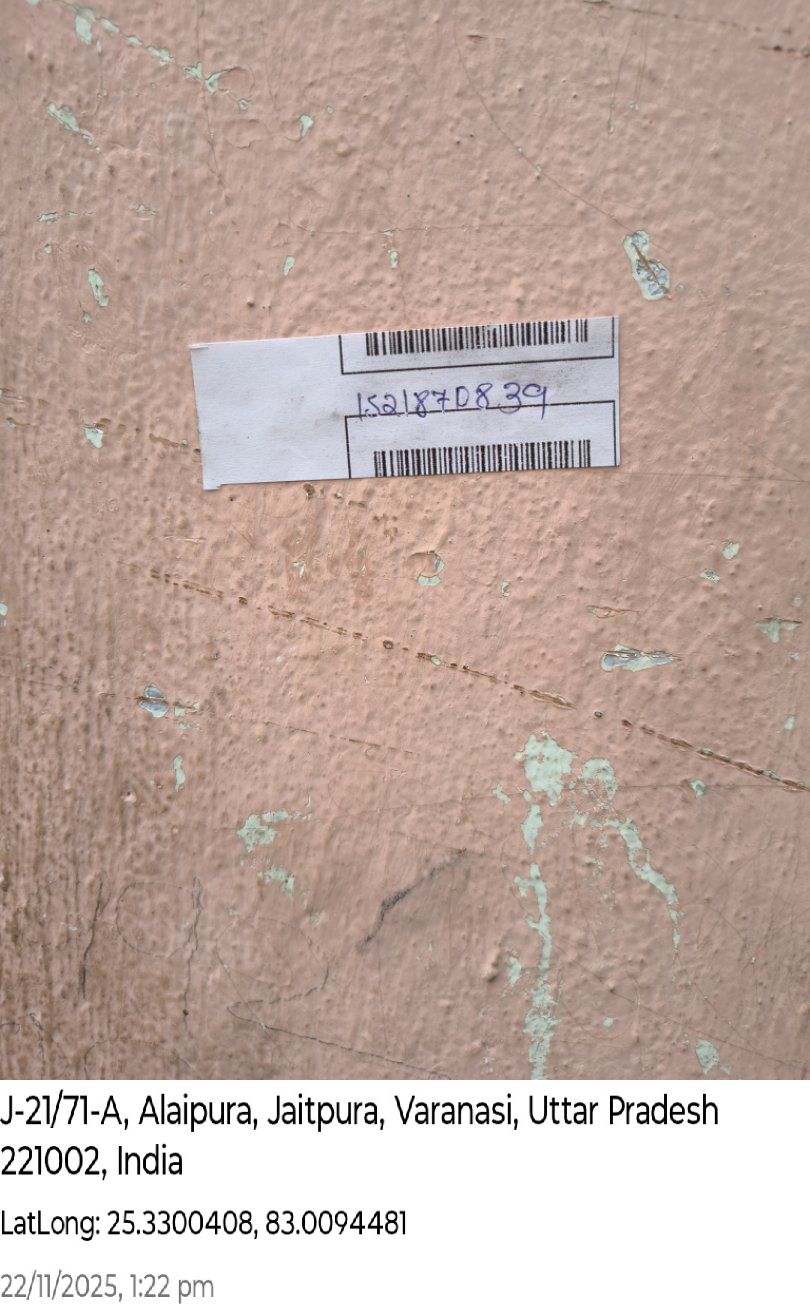 1521870839
J-21/71-A, Alaipura, Jaitpura, Varanasi, Uttar Pradesh
221002, India
LatLong: 25.3300408, 83.0094481
22/11/2025, 1:22 pm